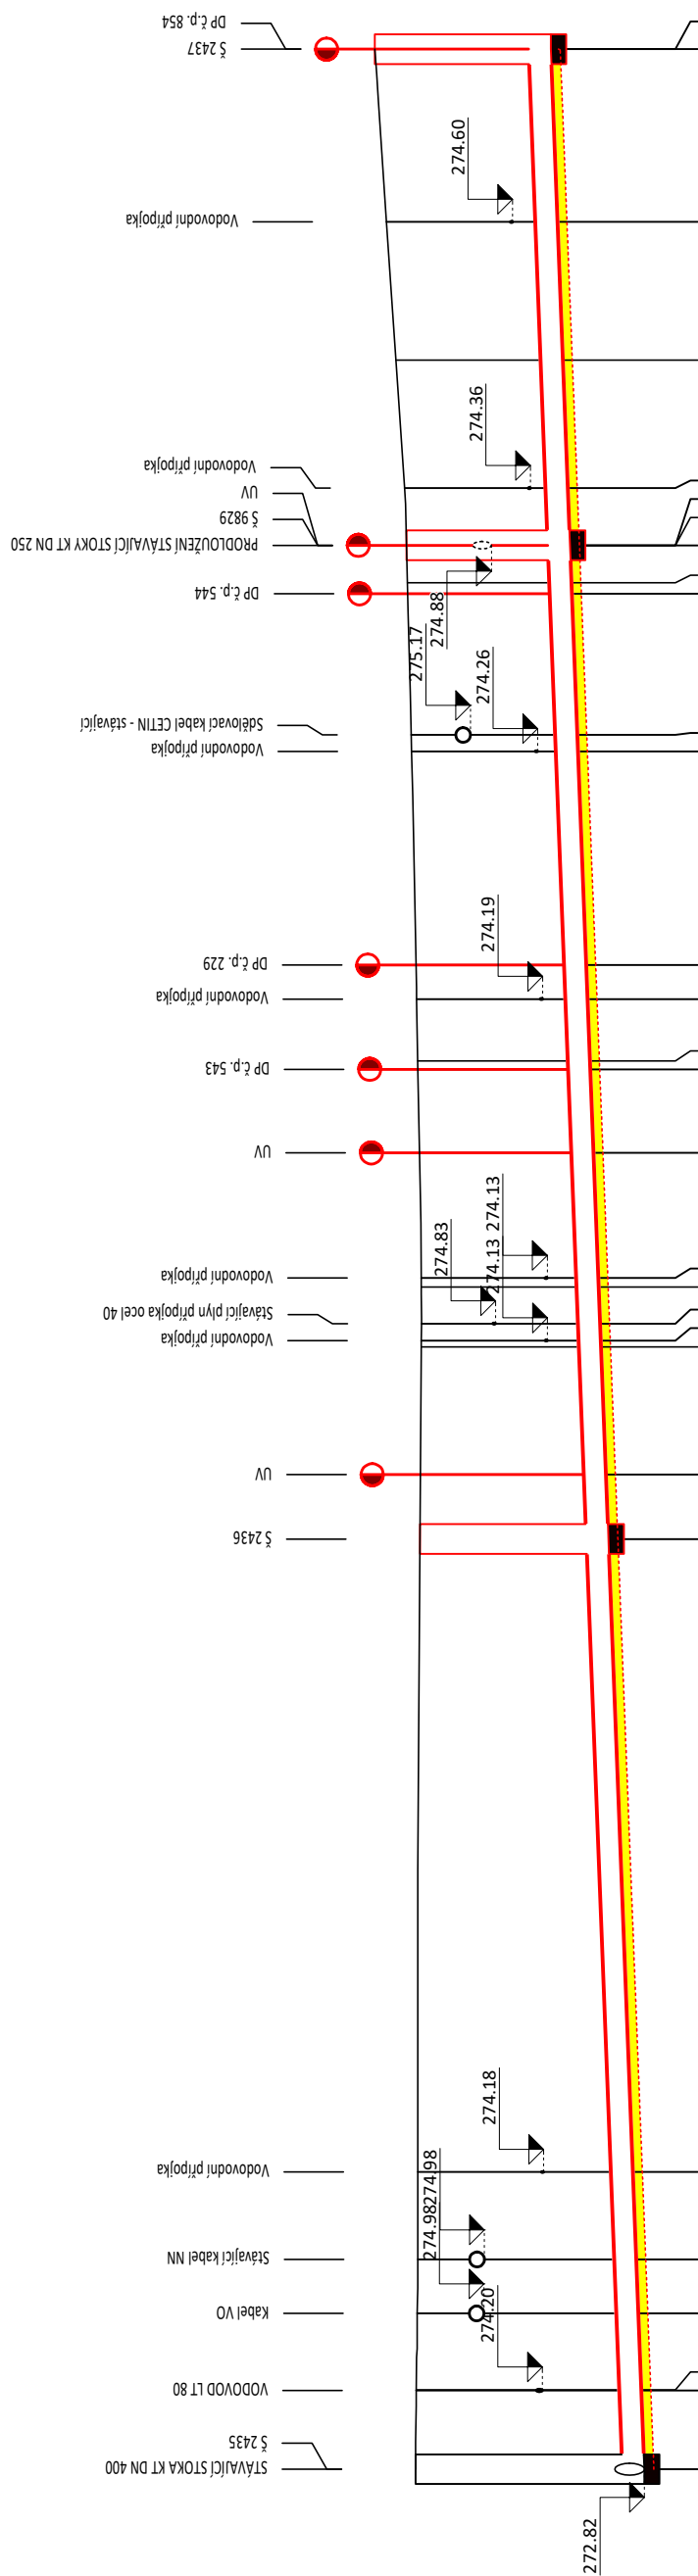 DP č.p. 854
Š 2437
274.60
Vodovodní přípojka
274.36
Vodovodní přípojka
UV
Š 9829
PRODLOUŽENÍ STÁVAJÍCÍ STOKY KT DN 250
274.88
DP č.p. 544
275.17
274.26
Sdělovací kabel CETIN - stávající
Vodovodní přípojka
274.19
DP č.p. 229
Vodovodní přípojka
DP č.p. 543
UV
274.13
274.83
274.13
Vodovodní přípojka
Stávající plyn přípojka ocel 40
Vodovodní přípojka
UV
Š 2436
274.18
Vodovodní přípojka
274.98
274.98
Stávající kabel NN
Kabel VO
274.20
VODOVOD LT 80
Š 2435
STÁVAJÍCÍ STOKA KT DN 400
272.82